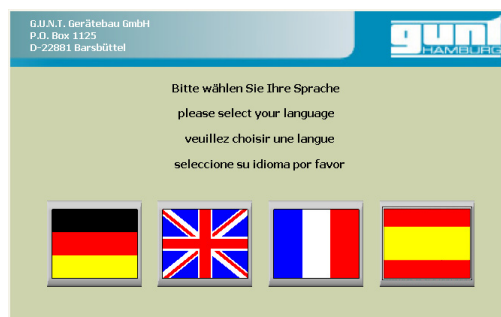 G.U.N.T. Gerätebau GmbH
P.O. Box 1125
D-22881 Barsbüttel
gunt
HAMBURG
Bitte wählen Sie Ihre Sprache
please select your language
veuillez choisir une langue
seleccione su idioma por favor